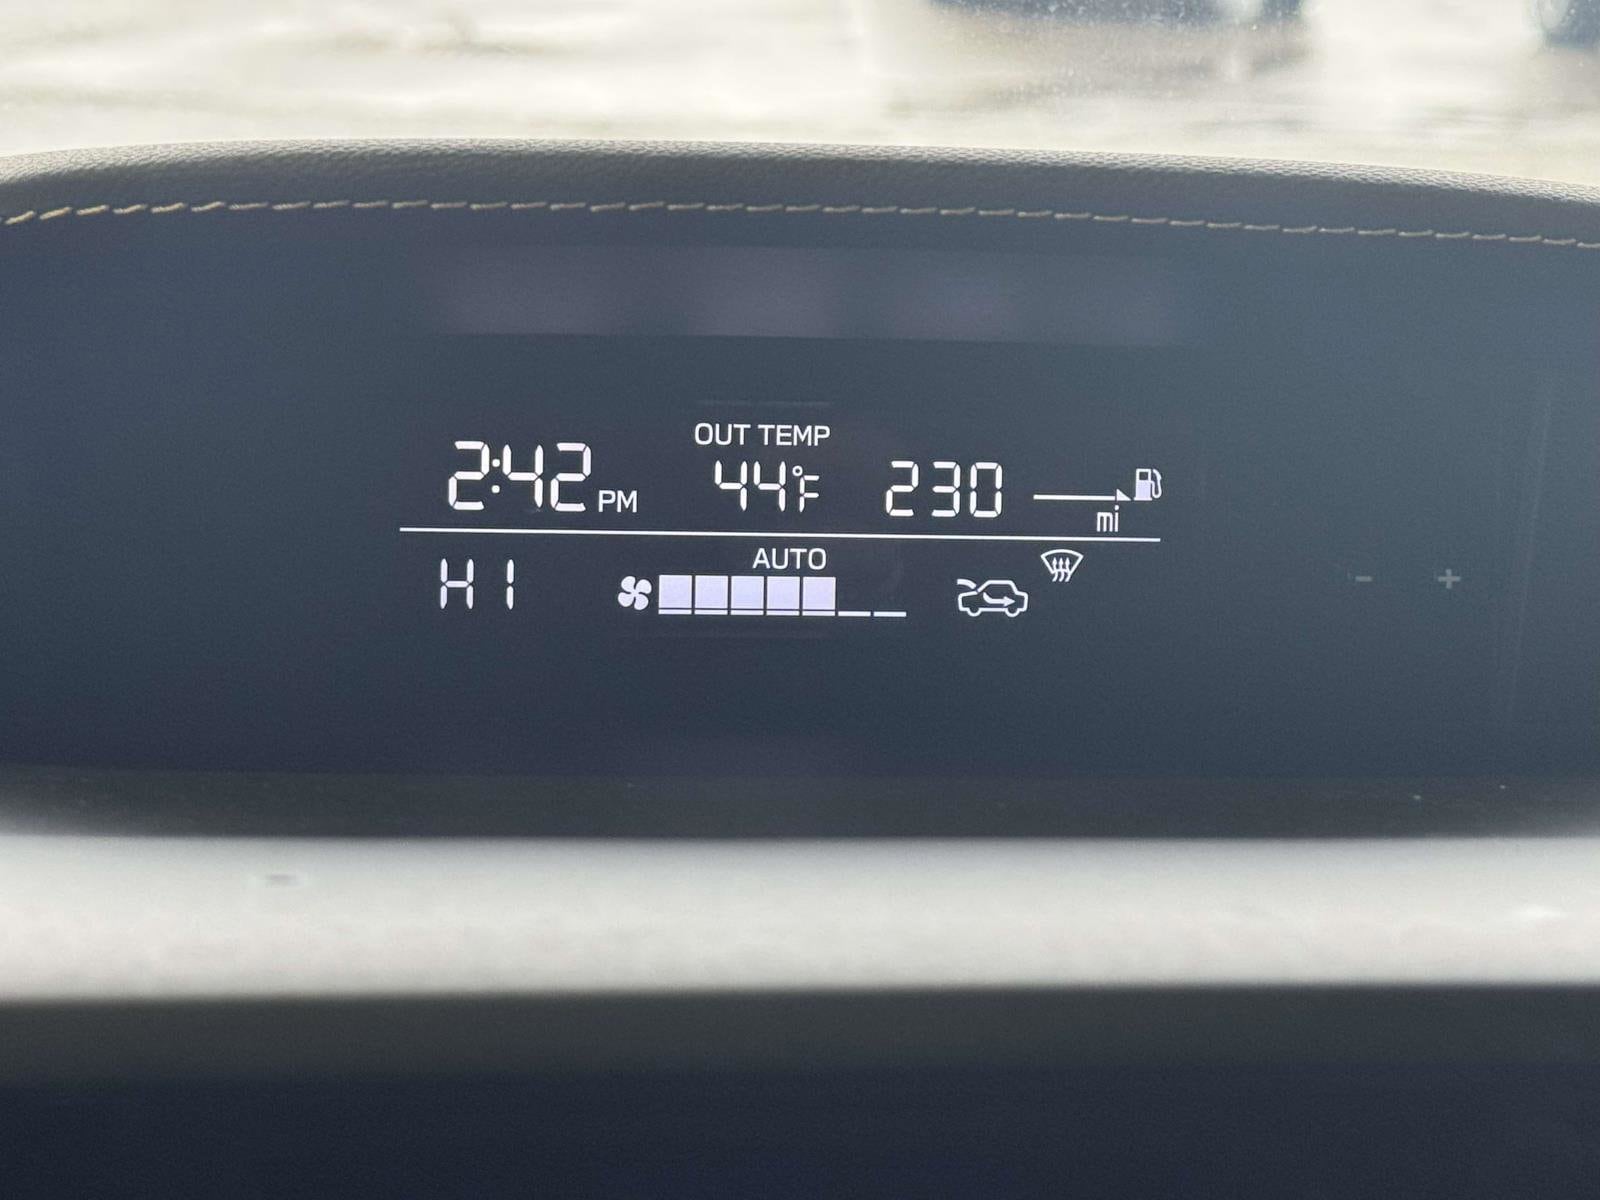 OUT TEMP
2:42 PM 44°F 230 mi
AUTO
HI
- +